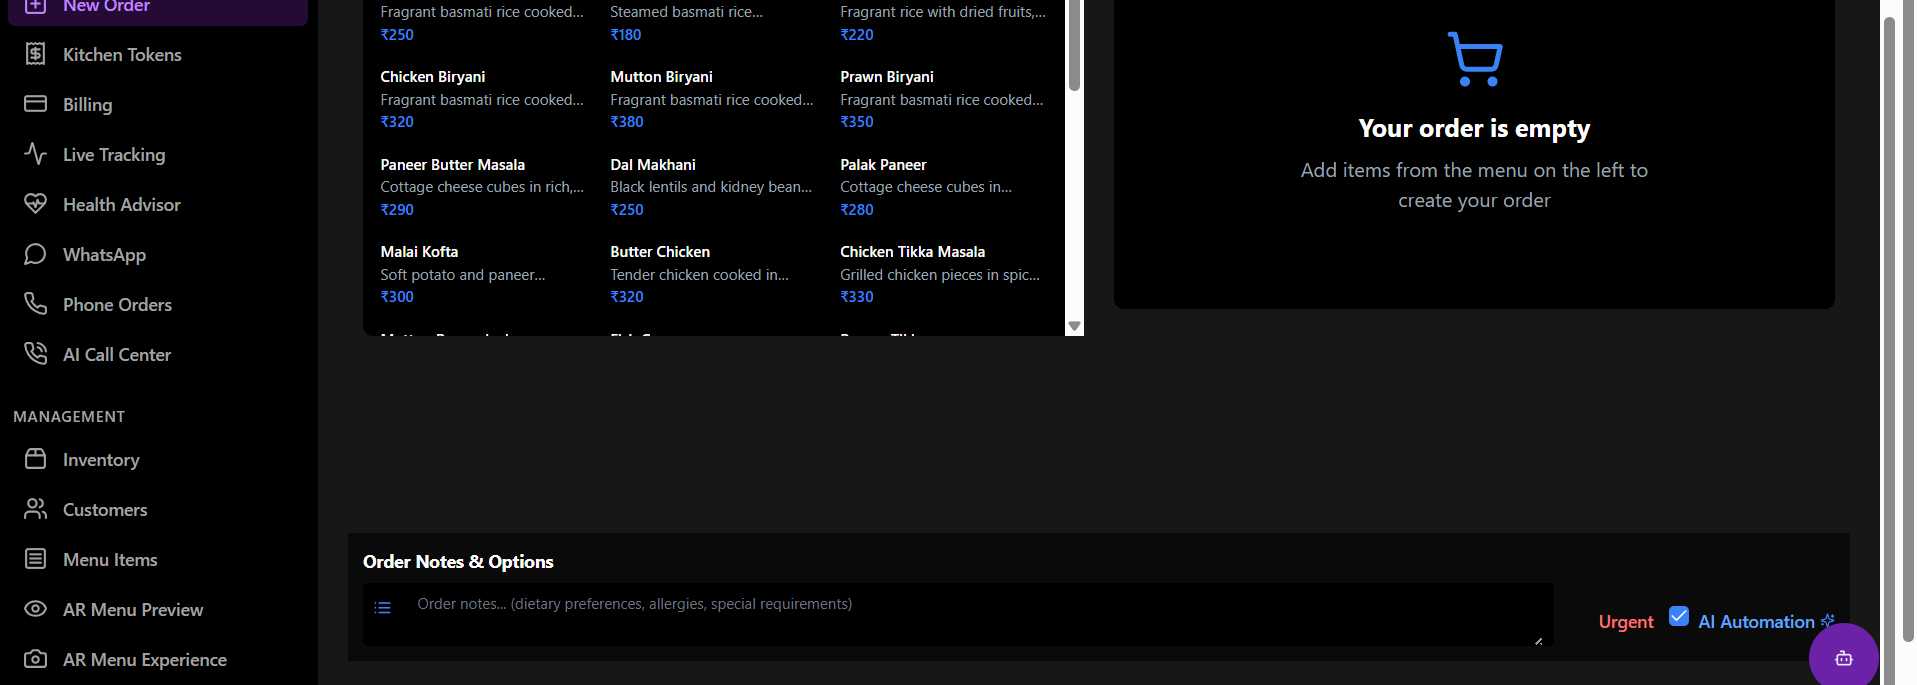 New Order
Kitchen Tokens
Billing
Live Tracking
Health Advisor
WhatsApp
Phone Orders
AI Call Center
MANAGEMENT
Inventory
Customers
Menu Items
AR Menu Preview
AR Menu Experience
Fragrant basmati rice cooked... Steamed basmati rice... Fragrant rice with dried fruits,...
₹250 ₹180 ₹220
Chicken Biryani Mutton Biryani Prawn Biryani
Fragrant basmati rice cooked... Fragrant basmati rice cooked... Fragrant basmati rice cooked...
₹320 ₹380 ₹350
Paneer Butter Masala Dal Makhani Palak Paneer
Cottage cheese cubes in rich,... Black lentils and kidney bean... Cottage cheese cubes in...
₹290 ₹250 ₹280
Malai Kofta Butter Chicken Chicken Tikka Masala
Soft potato and paneer... Tender chicken cooked in... Grilled chicken pieces in spic...
₹300 ₹320 ₹330
Your order is empty
Add items from the menu on the left to
create your order
Order Notes & Options
Order notes... (dietary preferences, allergies, special requirements)
Urgent AI Automation